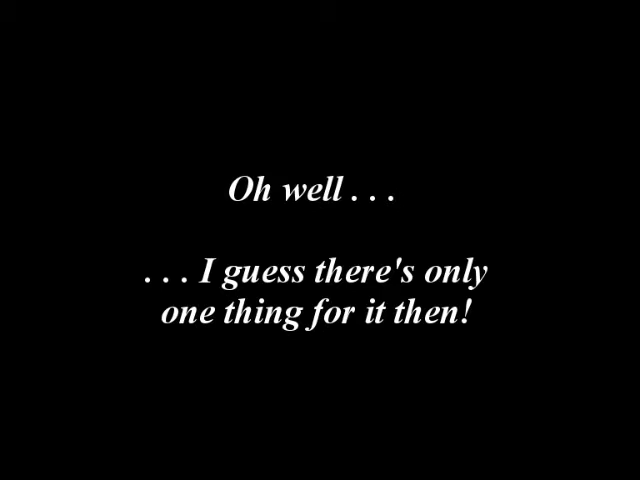 Oh well . . .
. . . I guess there's only
one thing for it then!